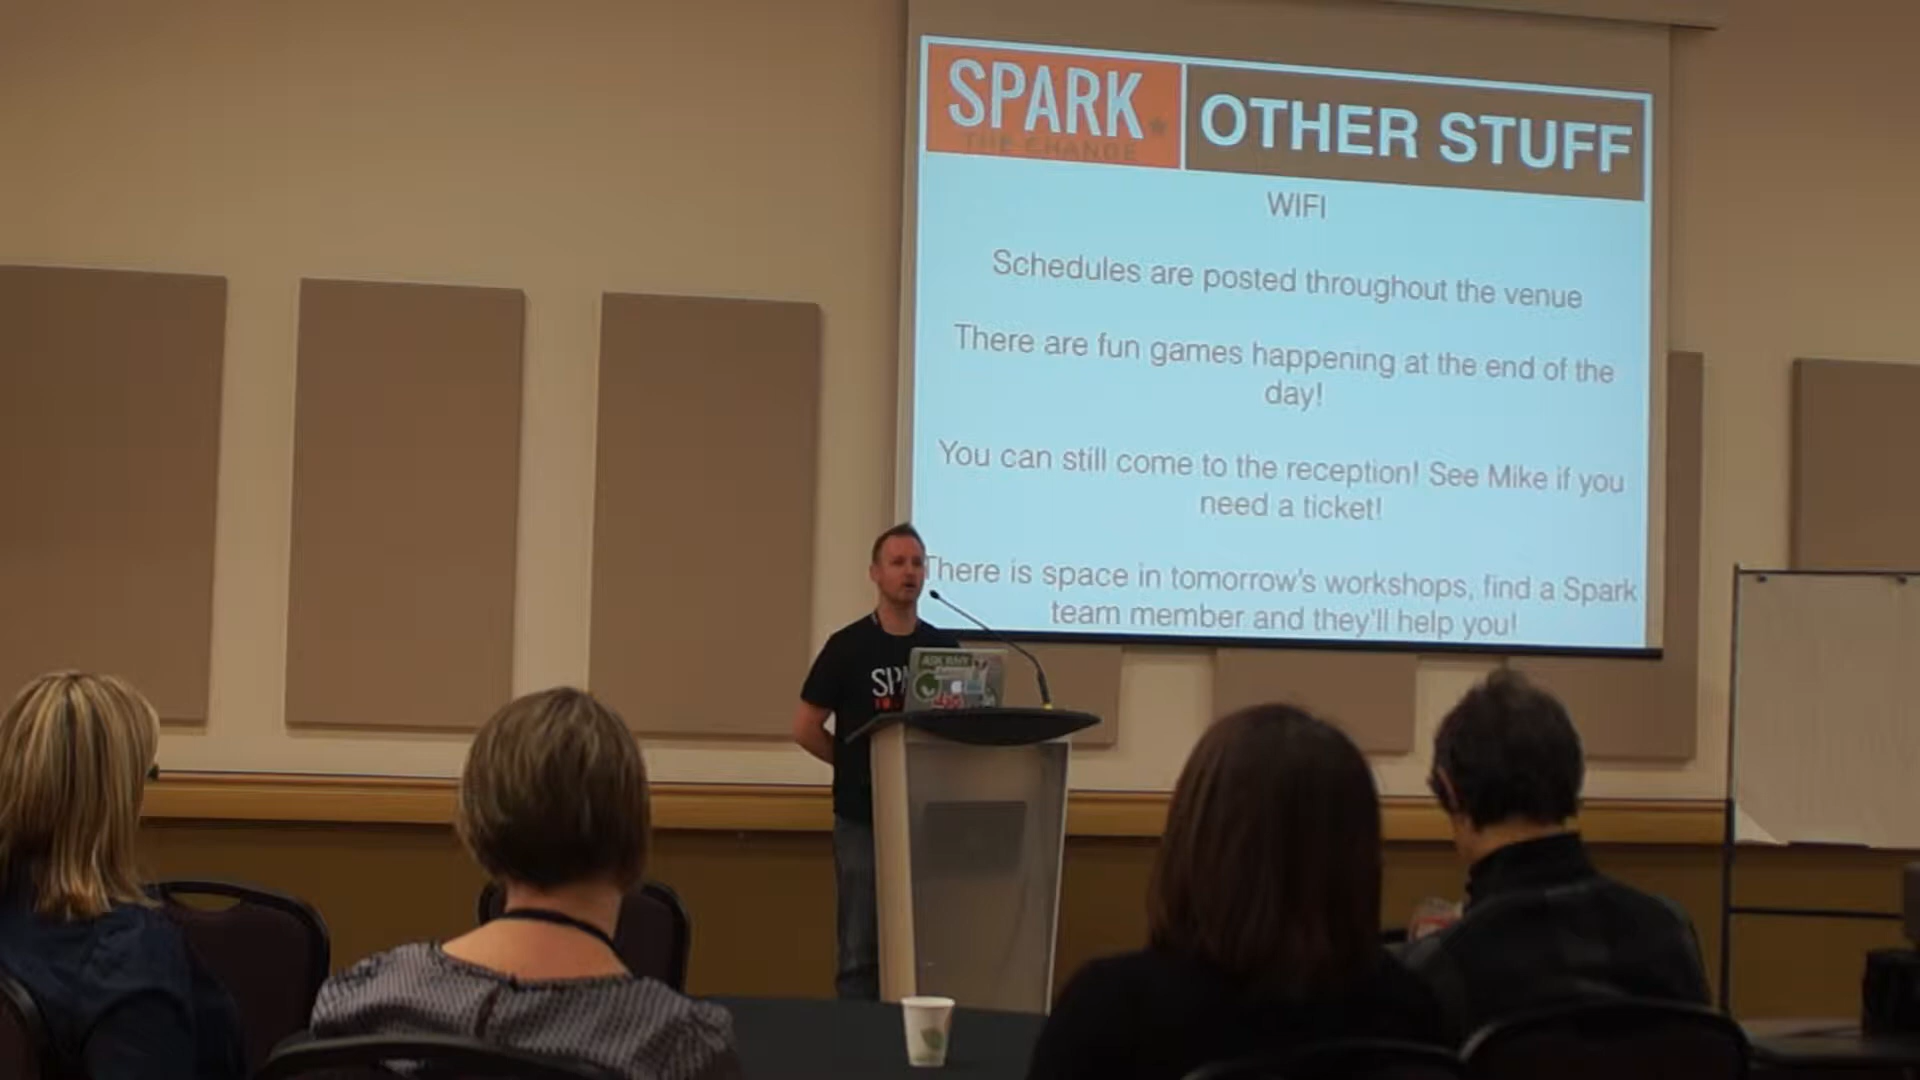 SPARK
THE CHANGE
OTHER STUFF
WIFI
Schedules are posted throughout the venue
There are fun games happening at the end of the
day!
You can still come to the reception! See Mike if you
need a ticket!
There is space in tomorrow's workshops, find a Spark
team member and they'll help you!
SPA